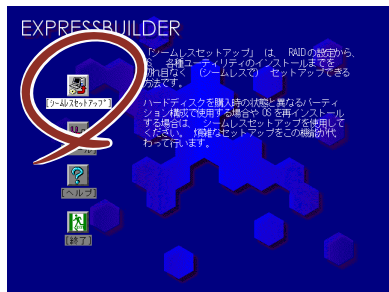 EXPRESSBUILDER
「シームレスセットアップ」 は、 RAIDの設定から、
S 各種ユーティリティのインストールまでを
切れ目なく (シームレスで) セットアップできる
方法です。
[シームレスセットアップ]
ハードディスクを購入時の状態と異なるパーティ
ション構成で使用する場合や OS を再インストール
する場合は、 シームレスセットアップを使用して
ください。 煩雑なセットアップをこの機能が代
わって行います。
[ヘルプ]
[終了]